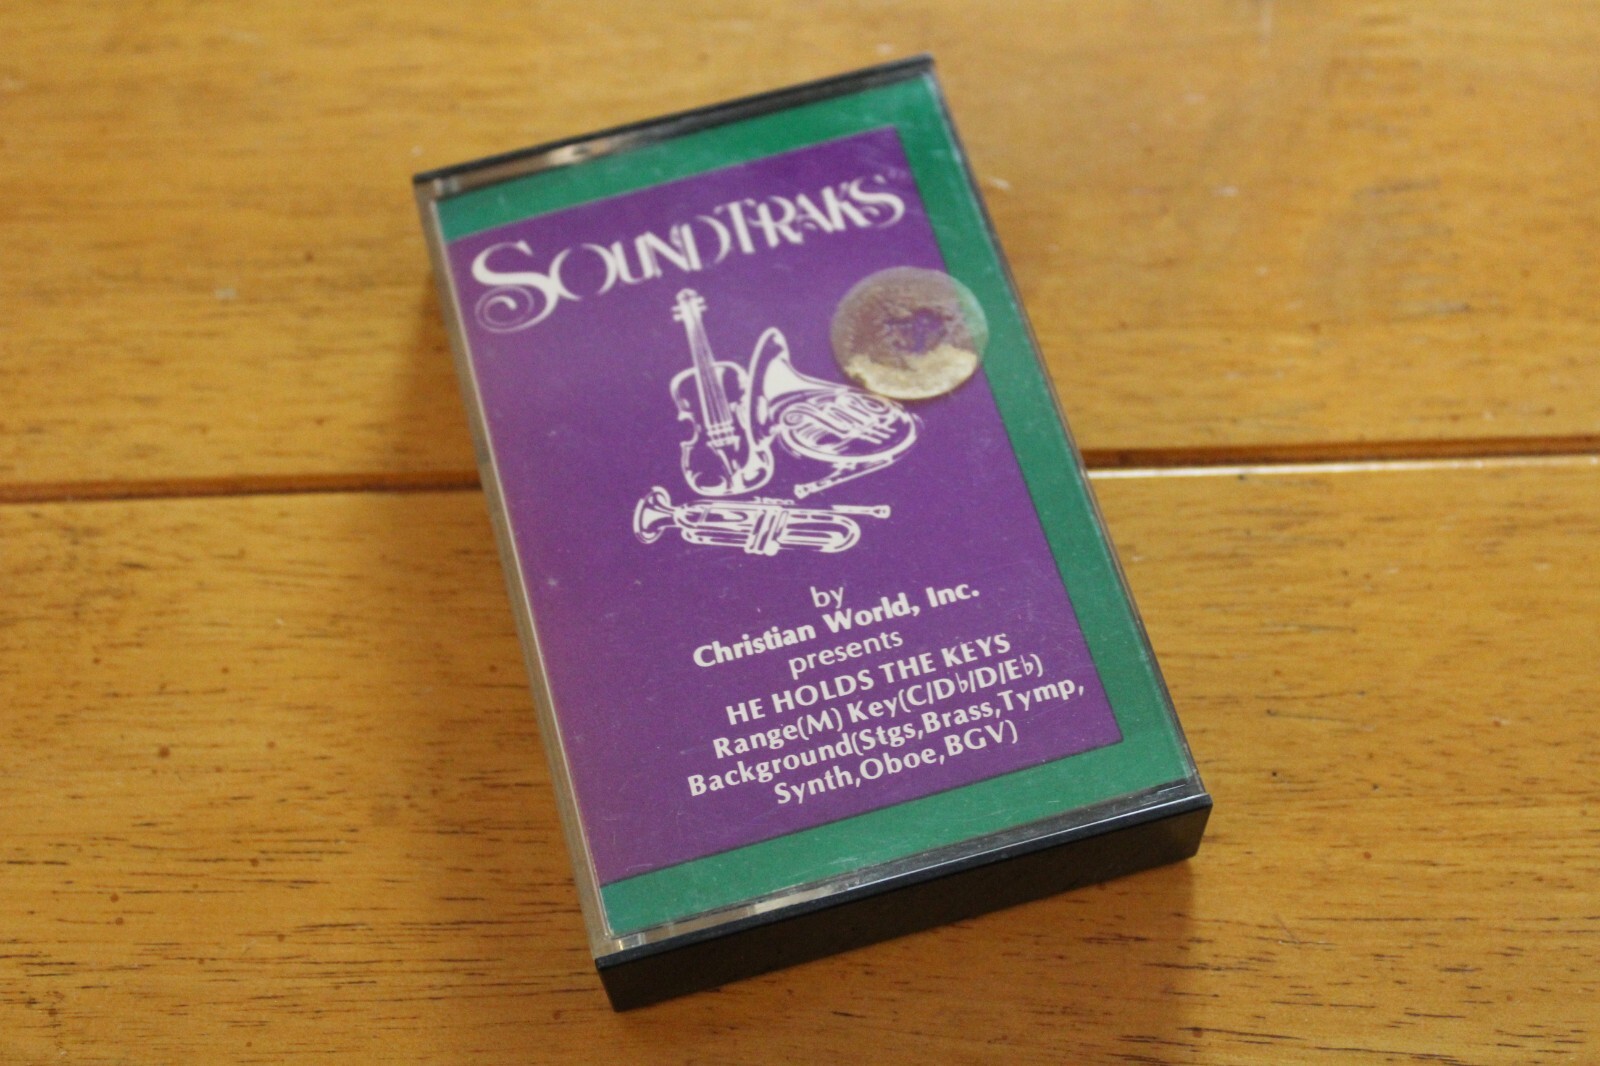 SOUNDTRAKS
by
Christian World, Inc.
presents
HE HOLDS THE KEYS
Range(M) Key(C/D♭/D/E♭)
Background(Stgs,Brass,Tymp,
Synth,Oboe,BGV)